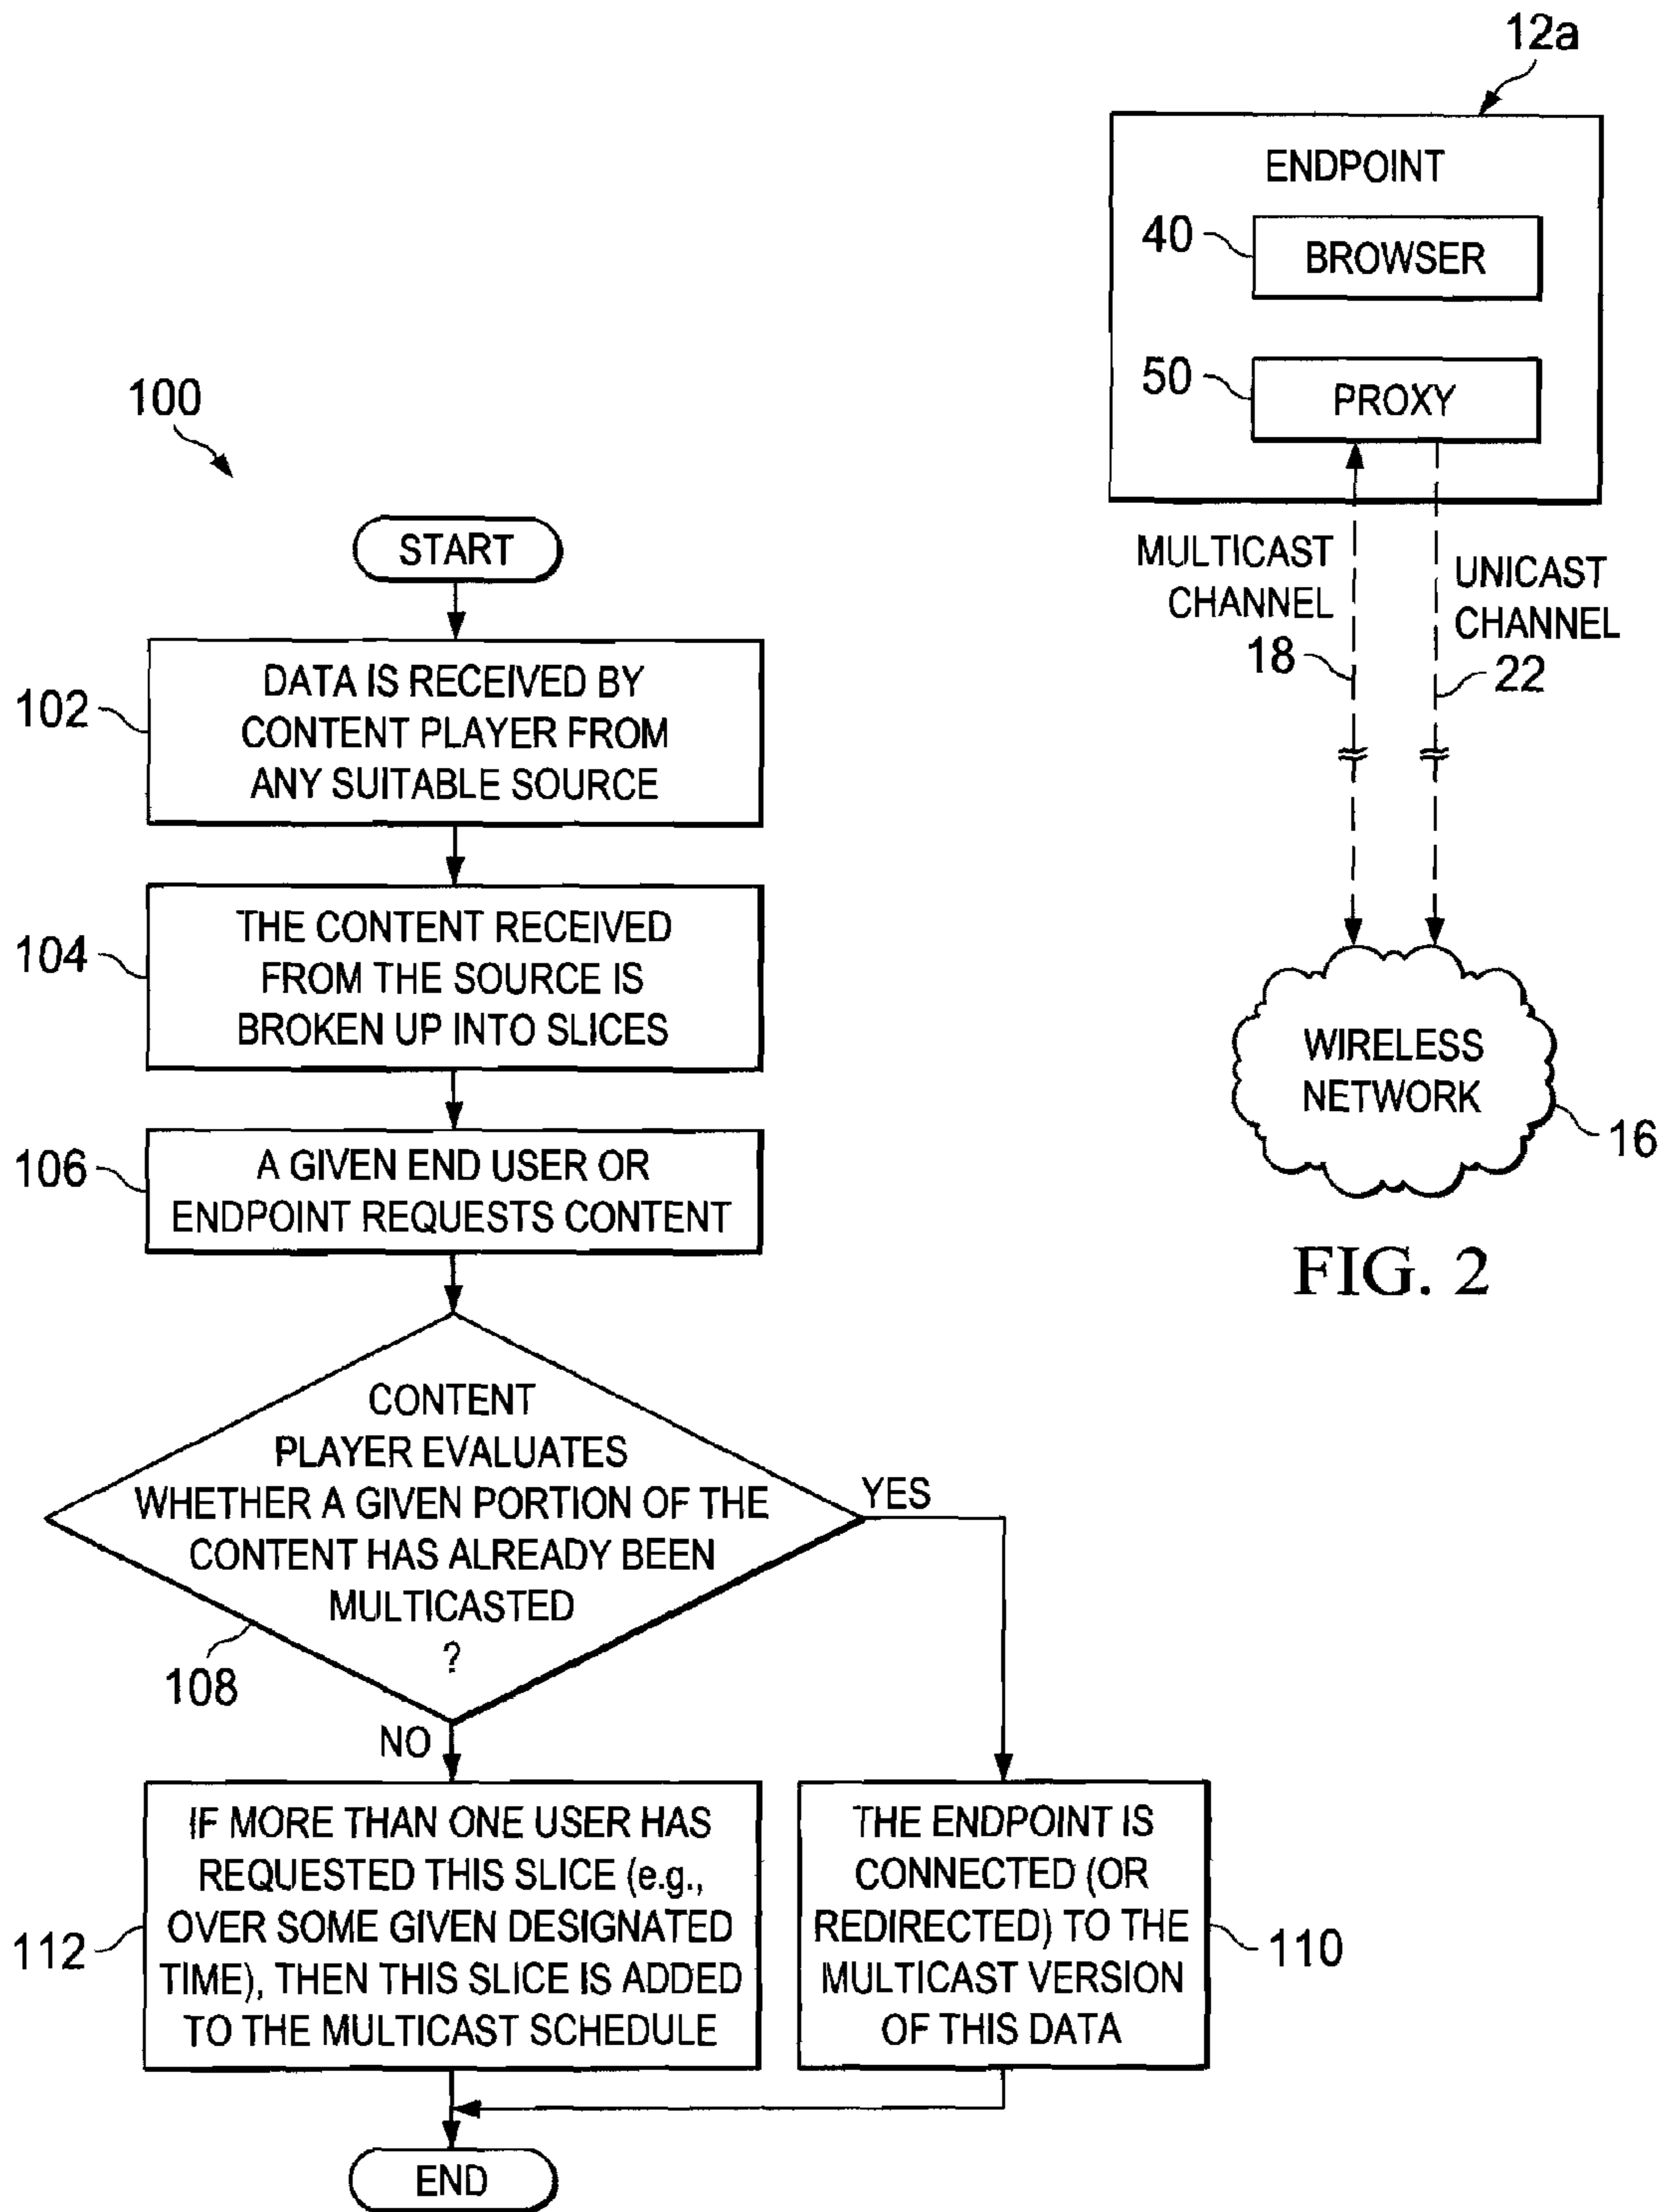 100
START
102
DATA IS RECEIVED BY
CONTENT PLAYER FROM
ANY SUITABLE SOURCE
104
THE CONTENT RECEIVED
FROM THE SOURCE IS
BROKEN UP INTO SLICES
106
A GIVEN END USER OR
ENDPOINT REQUESTS CONTENT
CONTENT
PLAYER EVALUATES
WHETHER A GIVEN PORTION OF THE
CONTENT HAS ALREADY BEEN
MULTICASTED
?
108
YES
NO
112
IF MORE THAN ONE USER HAS
REQUESTED THIS SLICE (e.g.,
OVER SOME GIVEN DESIGNATED
TIME), THEN THIS SLICE IS ADDED
TO THE MULTICAST SCHEDULE
THE ENDPOINT IS
CONNECTED (OR
REDIRECTED) TO THE
MULTICAST VERSION
OF THIS DATA
110
END
12a
ENDPOINT
40
BROWSER
50
PROXY
MULTICAST
CHANNEL
18
UNICAST
CHANNEL
22
WIRELESS
NETWORK
16
FIG. 2